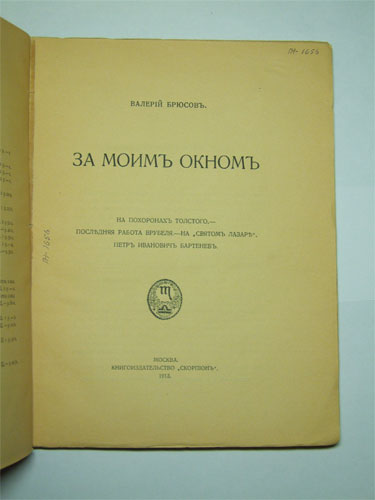 ВАЛЕРІЙ БРЮСОВЪ.
ЗА МОИМЪ ОКНОМЪ
НА ПОХОРОНАХЪ ТОЛСТОГО.—
ПОСЛѢДНЯЯ РАБОТА ВРУБЕЛЯ.—НА „СВЯТОМЪ ЛАЗАРѢ“.
ПЕТРЪ ИВАНОВИЧЪ БАРТЕНЕВЪ.
МОСКВА.
КНИГОИЗДАТЕЛЬСТВО „СКОРПІОНЪ“.
1913.